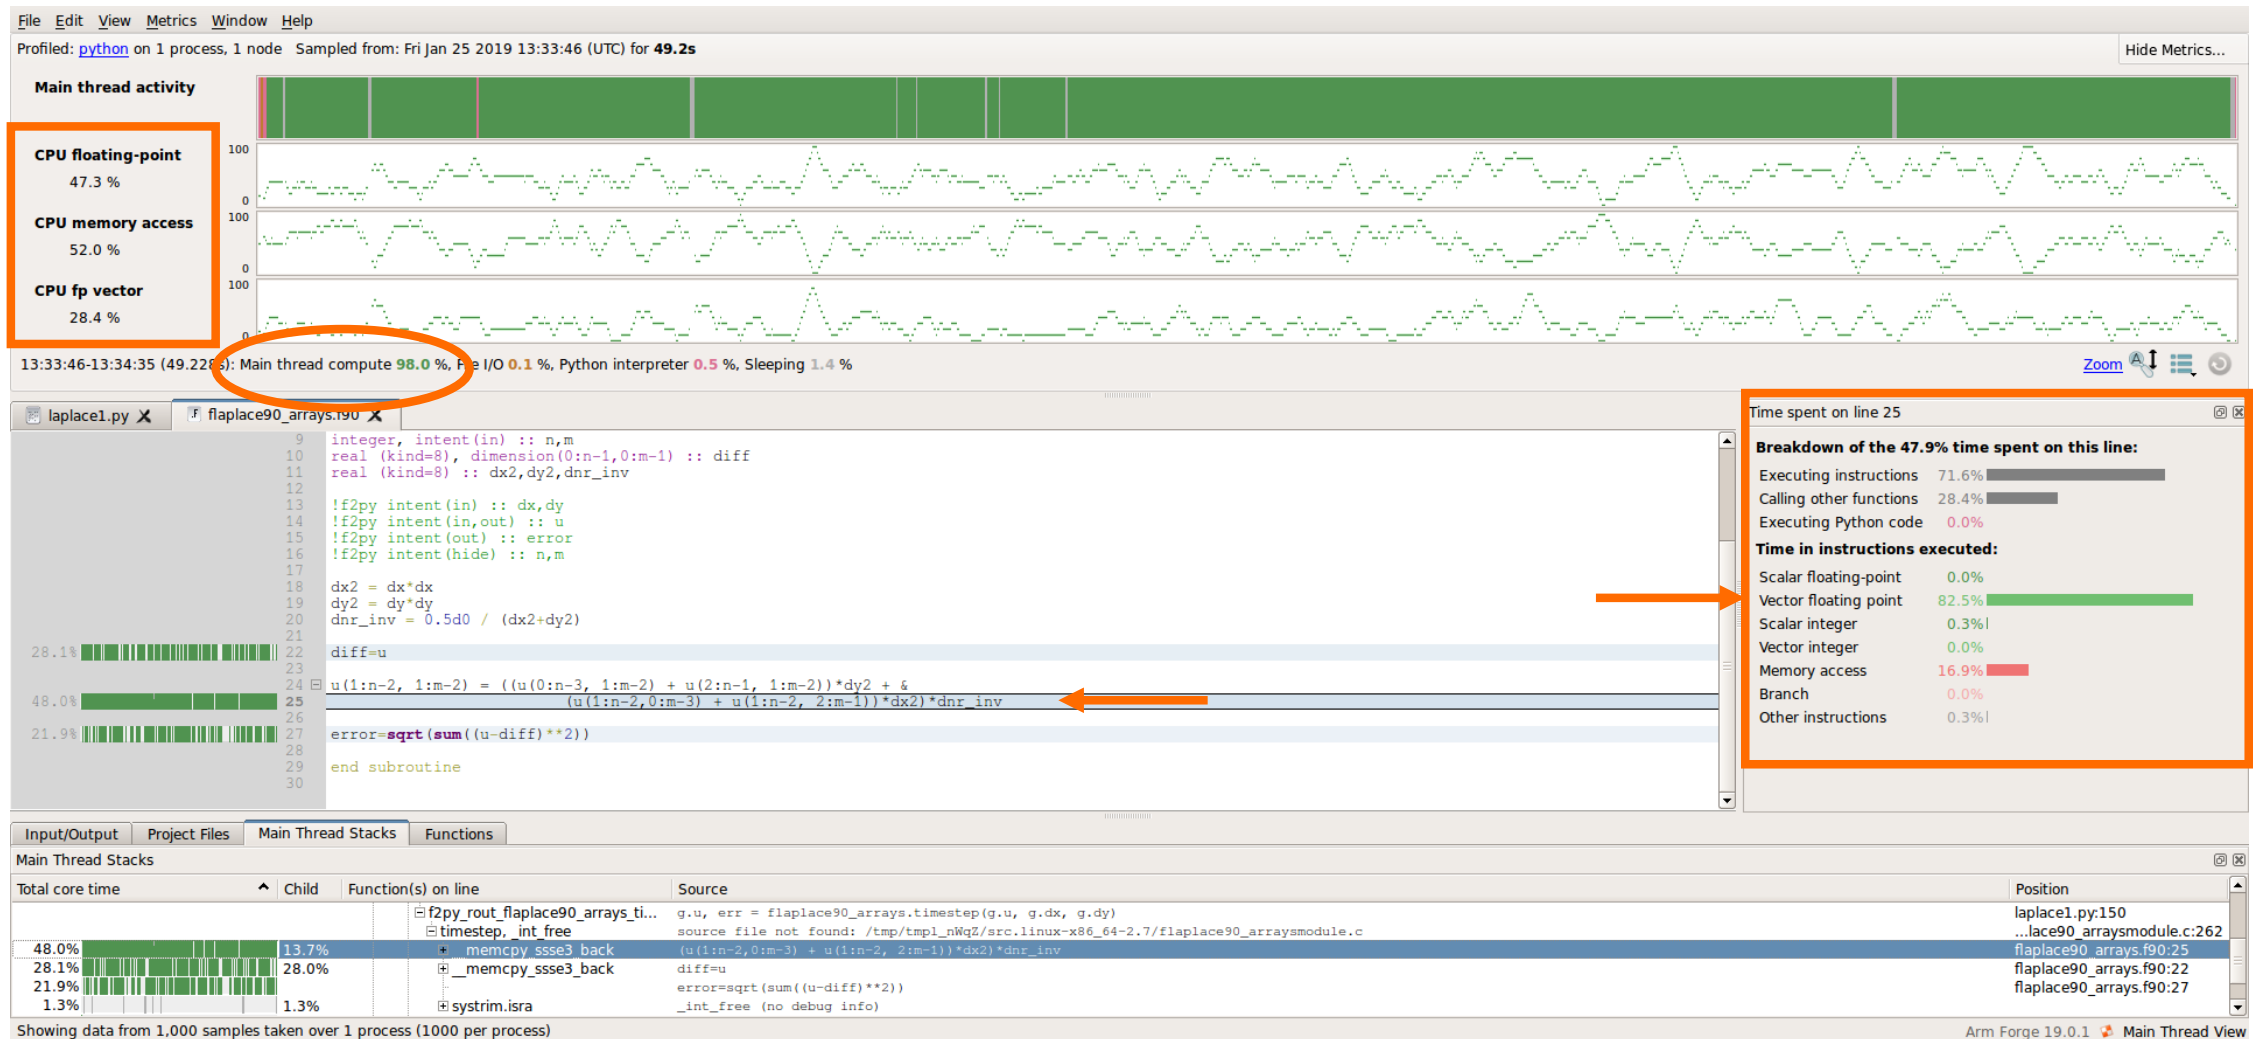 File Edit View Metrics Window Help
Profiled: python on 1 process, 1 node Sampled from: Fri Jan 25 2019 13:33:46 (UTC) for 49.2s
Hide Metrics...
Main thread activity
CPU floating-point
47.3 %
100
0
CPU memory access
52.0 %
100
0
CPU fp vector
28.4 %
100
0
13:33:46-13:34:35 (49.228s): Main thread compute 98.0 %, File I/O 0.1 %, Python interpreter 0.5 %, Sleeping 1.4 %
Zoom
laplace1.py flaplace90_arrays.f90
9 integer, intent(in) :: n,m
10 real (kind=8), dimension(0:n-1,0:m-1) :: diff
11 real (kind=8) :: dx2,dy2,dnr_inv
12
13 !f2py intent(in) :: dx,dy
14 !f2py intent(in,out) :: u
15 !f2py intent(out) :: error
16 !f2py intent(hide) :: n,m
17
18 dx2 = dx*dx
19 dy2 = dy*dy
20 dnr_inv = 0.5d0 / (dx2+dy2)
21
28.1% 22 diff=u
23
24 u(1:n-2, 1:m-2) = ((u(0:n-3, 1:m-2) + u(2:n-1, 1:m-2))*dy2 + &
48.0% 25 (u(1:n-2,0:m-3) + u(1:n-2, 2:m-1))*dx2)*dnr_inv
26
21.9% 27 error=sqrt(sum((u-diff)**2))
28
29 end subroutine
30
Time spent on line 25
Breakdown of the 47.9% time spent on this line:
Executing instructions 71.6%
Calling other functions 28.4%
Executing Python code 0.0%
Time in instructions executed:
Scalar floating-point 0.0%
Vector floating point 82.5%
Scalar integer 0.3%
Vector integer 0.0%
Memory access 16.9%
Branch 0.0%
Other instructions 0.3%
Input/Output Project Files Main Thread Stacks Functions
Main Thread Stacks
Total core time Child Function(s) on line Source Position
f2py_rout_flaplace90_arrays_ti... g.u, err = flaplace90_arrays.timestep(g.u, g.dx, g.dy) laplace1.py:150
timestep, _int_free source file not found: /tmp/tmpl_nWqZ/src.linux-x86_64-2.7/flaplace90_arraysmodule.c ...lace90_arraysmodule.c:262
48.0% 13.7% __memcpy_ssse3_back (u(1:n-2,0:m-3) + u(1:n-2, 2:m-1))*dx2)*dnr_inv flaplace90_arrays.f90:25
28.1% 28.0% __memcpy_ssse3_back diff=u flaplace90_arrays.f90:22
21.9% error=sqrt(sum((u-diff)**2)) flaplace90_arrays.f90:27
1.3% 1.3% systrim.isra _int_free (no debug info)
Showing data from 1,000 samples taken over 1 process (1000 per process)
Arm Forge 19.0.1 Main Thread View